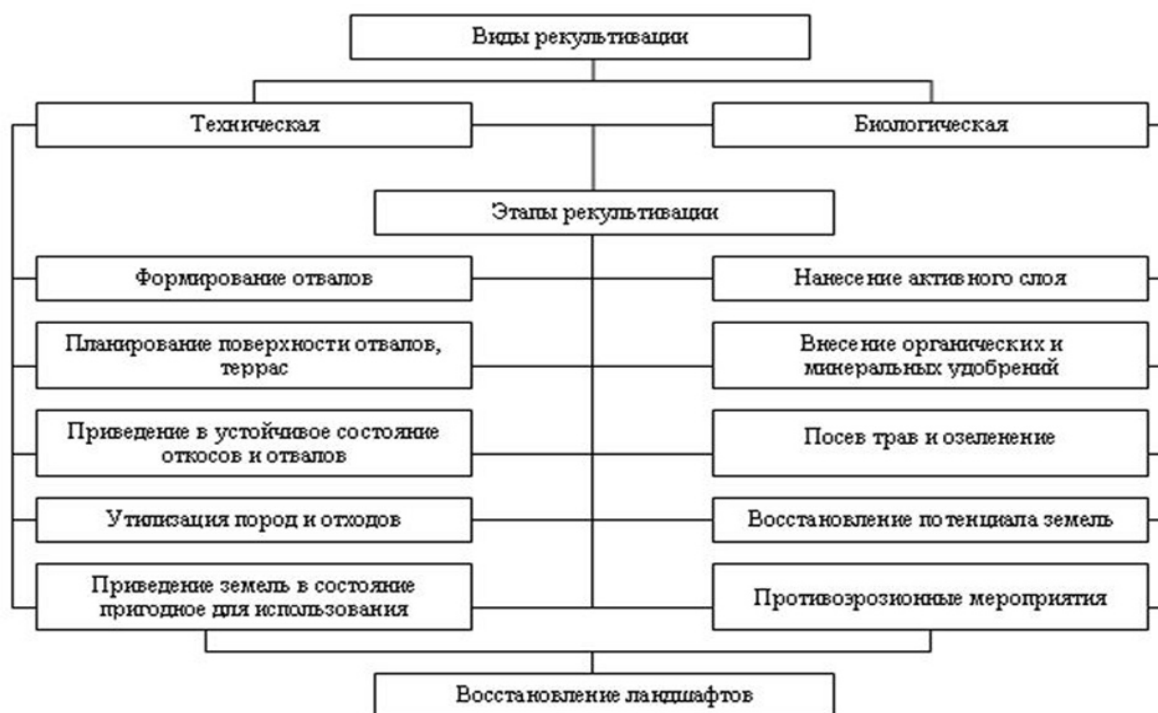 Виды рекультивации
Техническая
Биологическая
Этапы рекультивации
Формирование отвалов
Нанесение активного слоя
Планирование поверхности отвалов,
террас
Внесение органических и
минеральных удобрений
Приведение в устойчивое состояние
откосов и отвалов
Посев трав и озеленение
Утилизация пород и отходов
Восстановление потенциала земель
Приведение земель в состояние
пригодное для использования
Противоэрозионные мероприятия
Восстановление ландшафтов